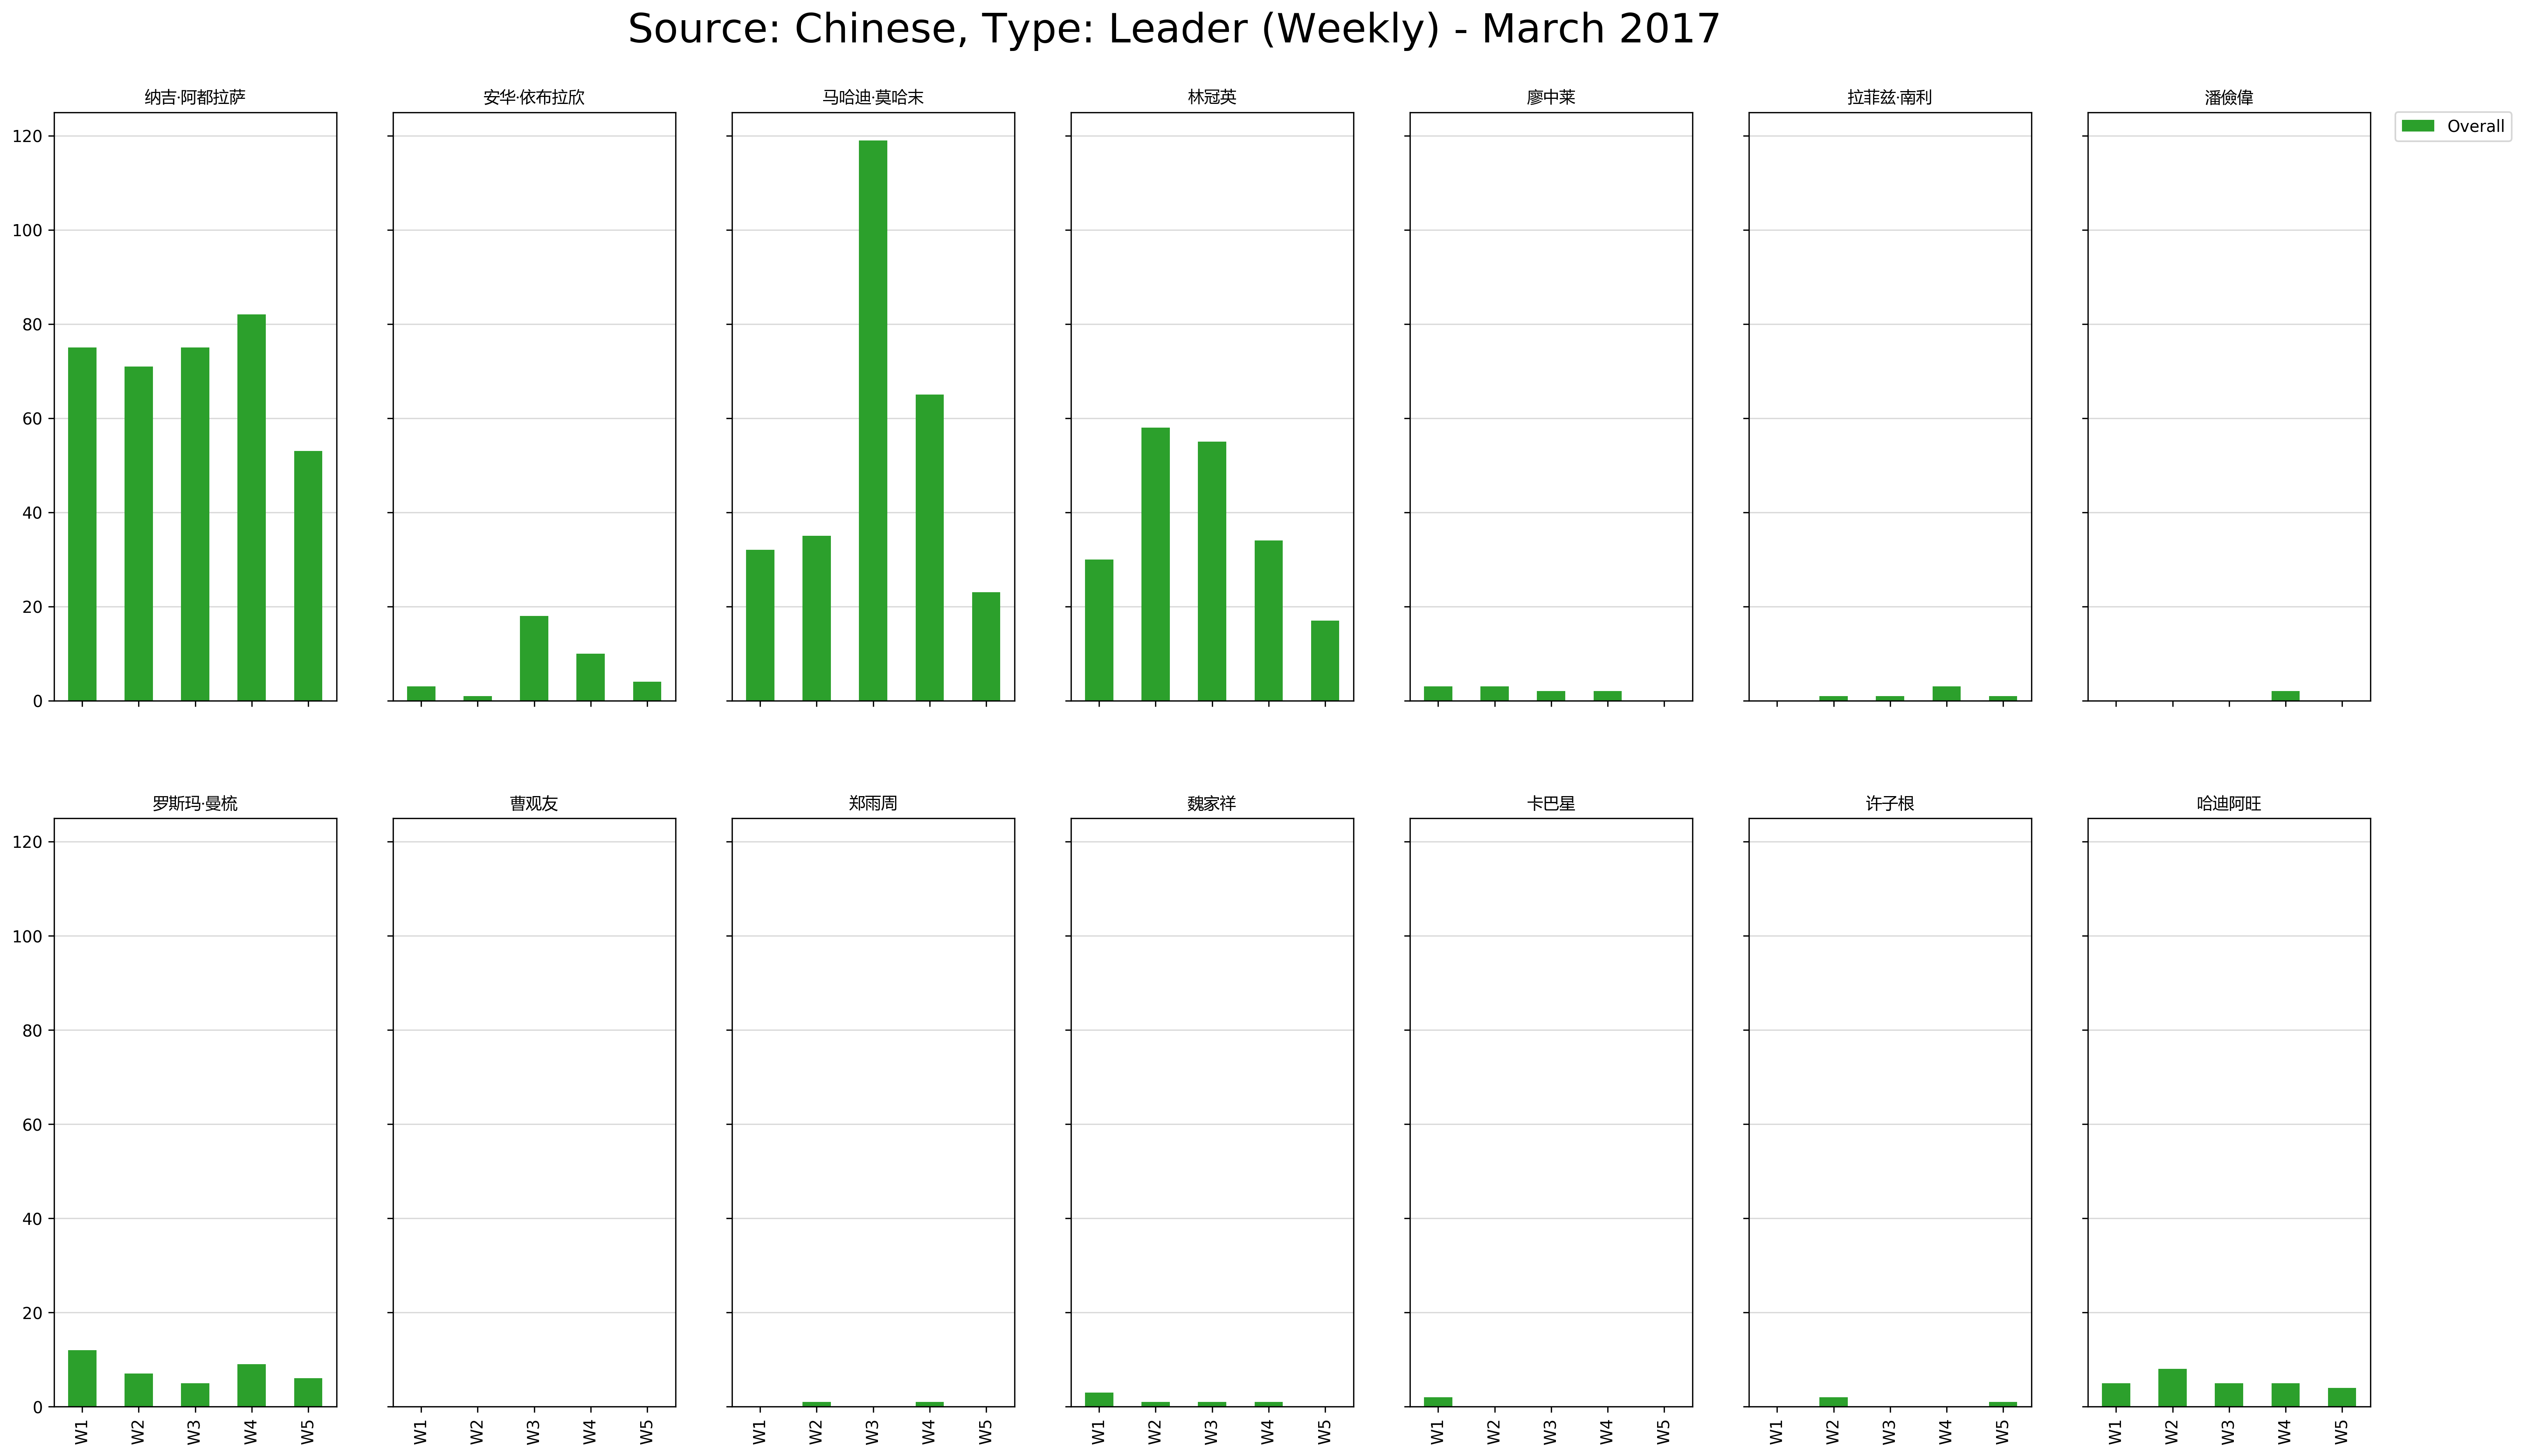 Source: Chinese, Type: Leader (Weekly) - March 2017
纳吉·阿都拉萨
安华·依布拉欣
马哈迪·莫哈末
林冠英
廖中莱
拉菲兹·南利
潘儉偉
Overall
120
100
80
60
40
20
0
罗斯玛·曼梳
曹观友
郑雨周
魏家祥
卡巴星
许子根
哈迪阿旺
120
100
80
60
40
20
0
W1 W2 W3 W4 W5
W1 W2 W3 W4 W5
W1 W2 W3 W4 W5
W1 W2 W3 W4 W5
W1 W2 W3 W4 W5
W1 W2 W3 W4 W5
W1 W2 W3 W4 W5